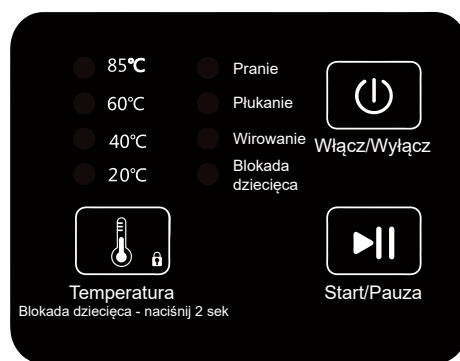 85℃
60℃
40℃
20℃
Pranie
Płukanie
Wirowanie
Blokada
dziecięca
Włącz/Wyłącz
Temperatura
Blokada dziecięca - naciśnij 2 sek
Start/Pauza